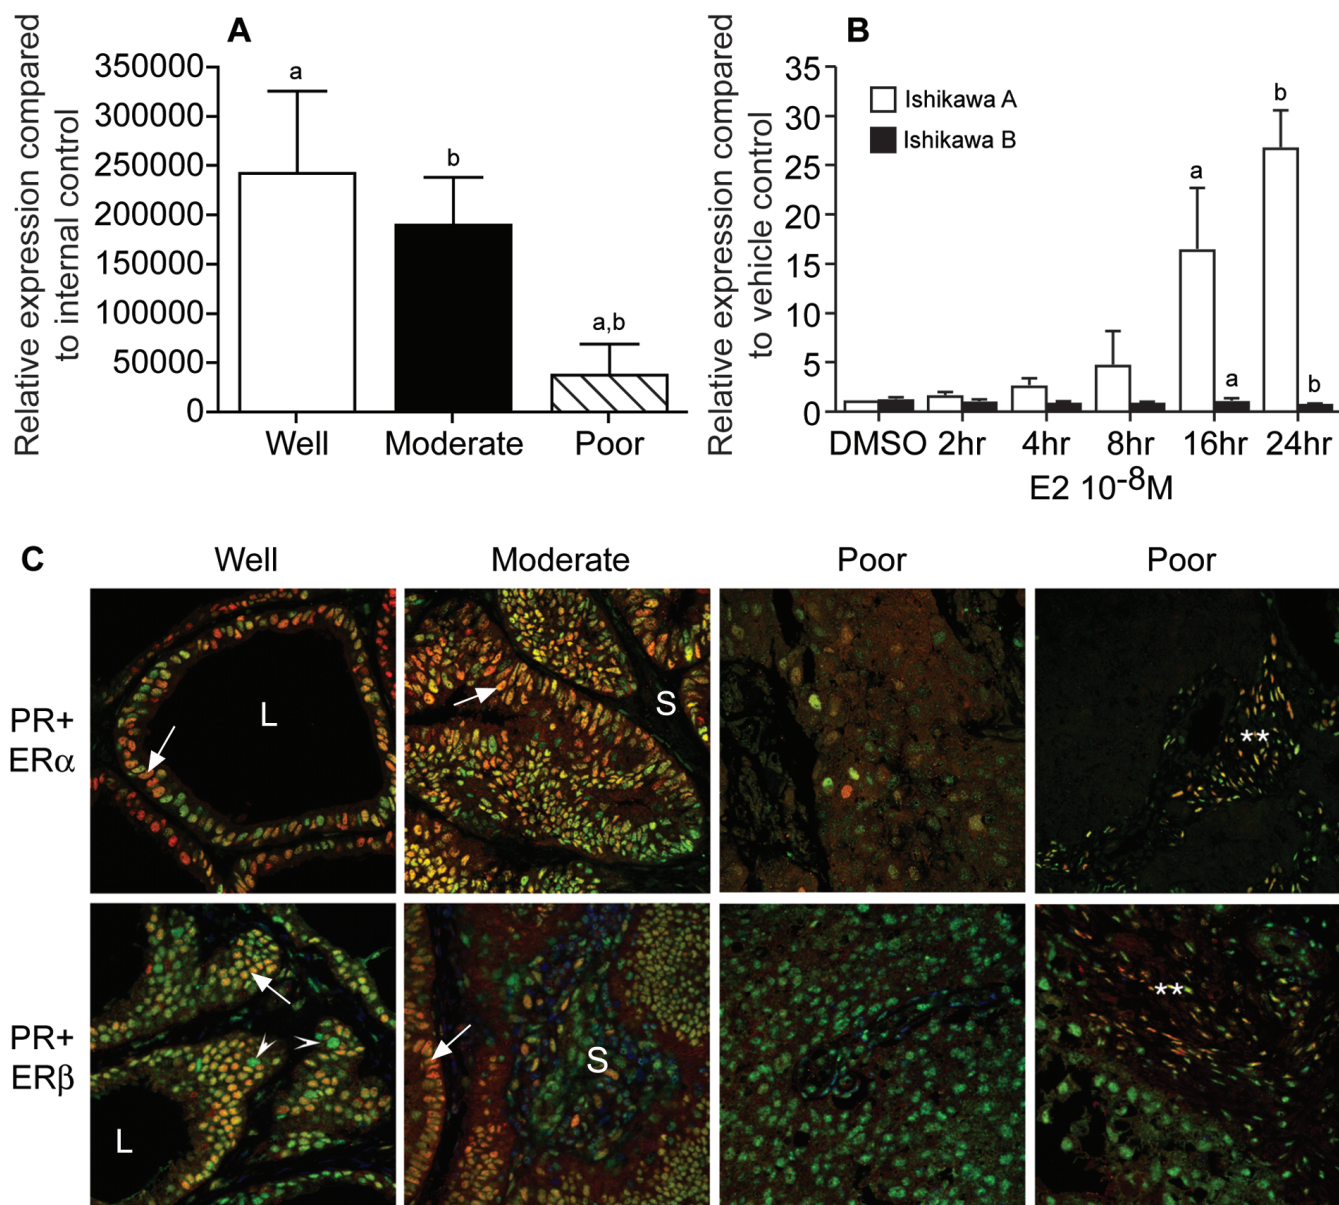 A
Relative expression compared
to internal control
350000
300000
250000
200000
150000
100000
50000
0
a
b
a,b
Well
Moderate
Poor
B
Relative expression compared
to vehicle control
35
30
25
20
15
10
5
0
Ishikawa A
Ishikawa B
a
b
a
b
DMSO
2hr
4hr
8hr
16hr
24hr
E2 10⁻⁸M
C
Well
Moderate
Poor
Poor
PR+
ERα
L
S
**
PR+
ERβ
L
S
**